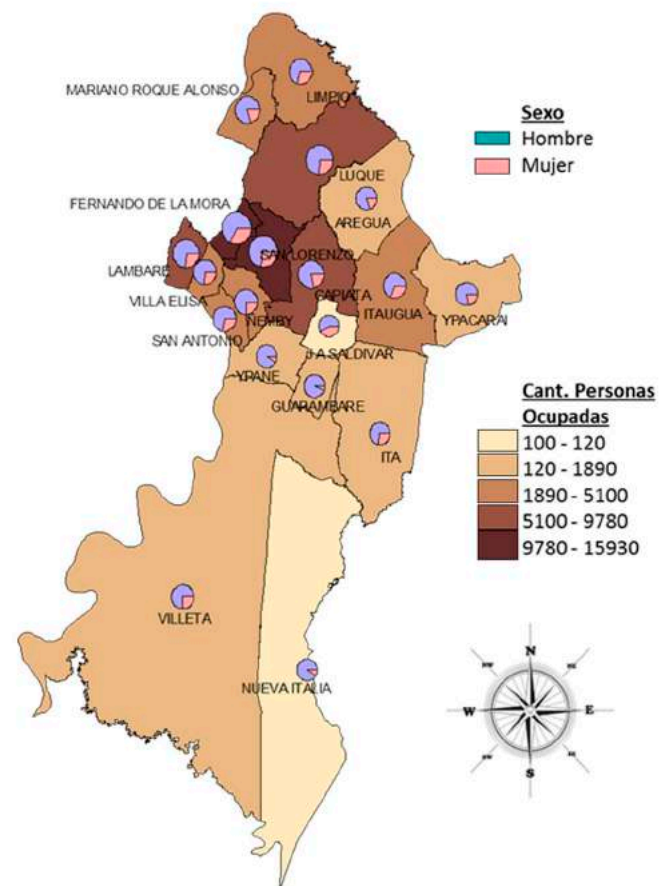 MARIANO ROQUE ALONSO
LIMPIO
Sexo
Hombre
Mujer
LUQUE
FERNANDO DE LA MORA
AREGUA
SAN LORENZO
LAMBARE
CAPIATA
VILLA ELISA
ÑEMBY
ITAUGUA
YPACARAI
SAN ANTONIO
J A SALDIVAR
YPANE
GUARAMBARE
ITA
Cant. Personas
Ocupadas
100 - 120
120 - 1890
1890 - 5100
5100 - 9780
9780 - 15930
VILLETA
NUEVA ITALIA
N
W
E
S